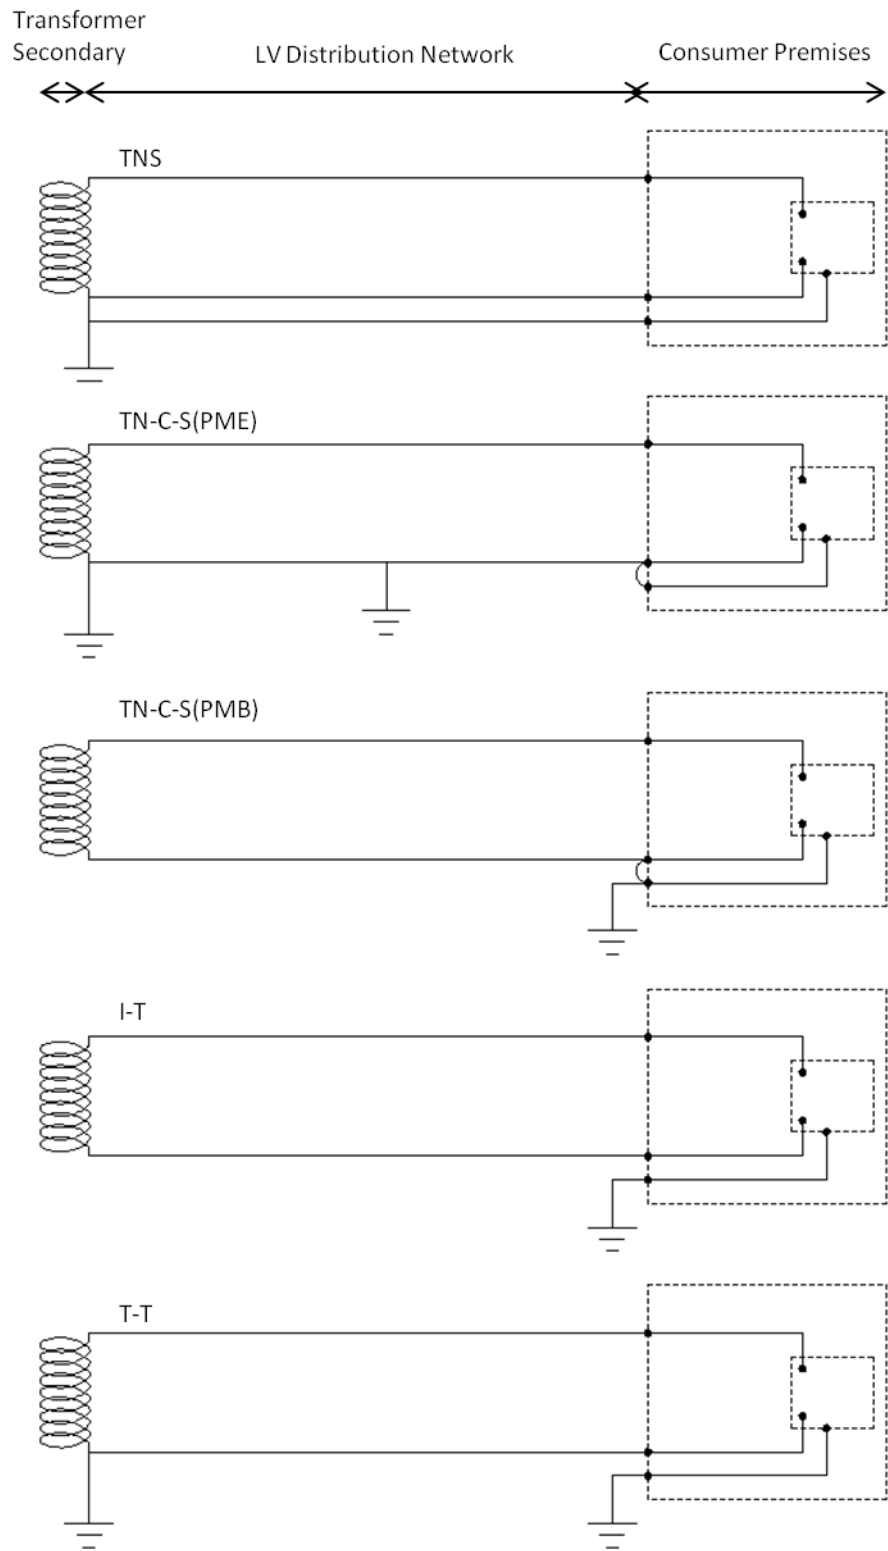 Transformer
Secondary
LV Distribution Network
Consumer Premises
TNS
TN-C-S(PME)
TN-C-S(PMB)
I-T
T-T